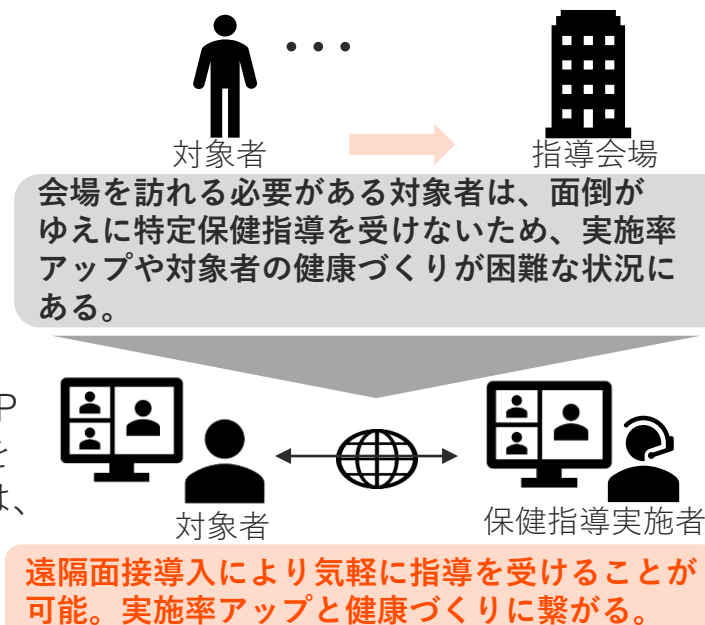 対象者
指導会場
会場を訪れる必要がある対象者は、面倒が
ゆえに特定保健指導を受けないため、実施率
アップや対象者の健康づくりが困難な状況に
ある。
P
を
は、
対象者
保健指導実施者
遠隔面接導入により気軽に指導を受けることが
可能。実施率アップと健康づくりに繋がる。